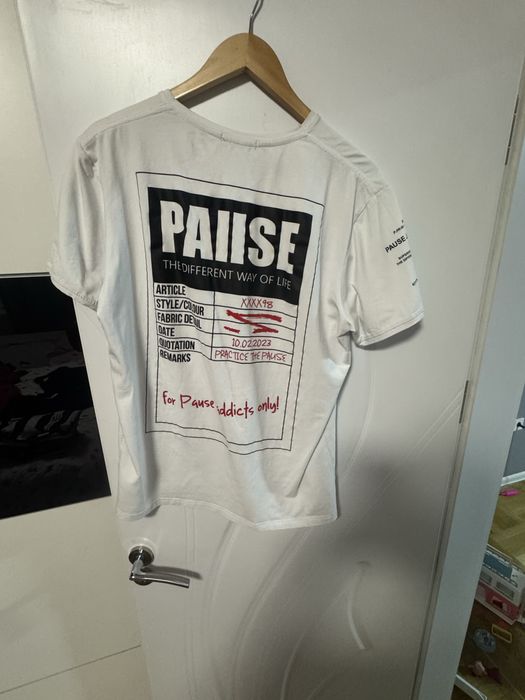 PAUSE
THE DIFFERENT WAY OF LIFE
ARTICLE
STYLE/COLOUR XXXX98
FABRIC DETAIL
DATE
QUOTATION 10.02.2023
REMARKS PRACTICE THE PAUSE
for Pause addicts only!
PAUSE